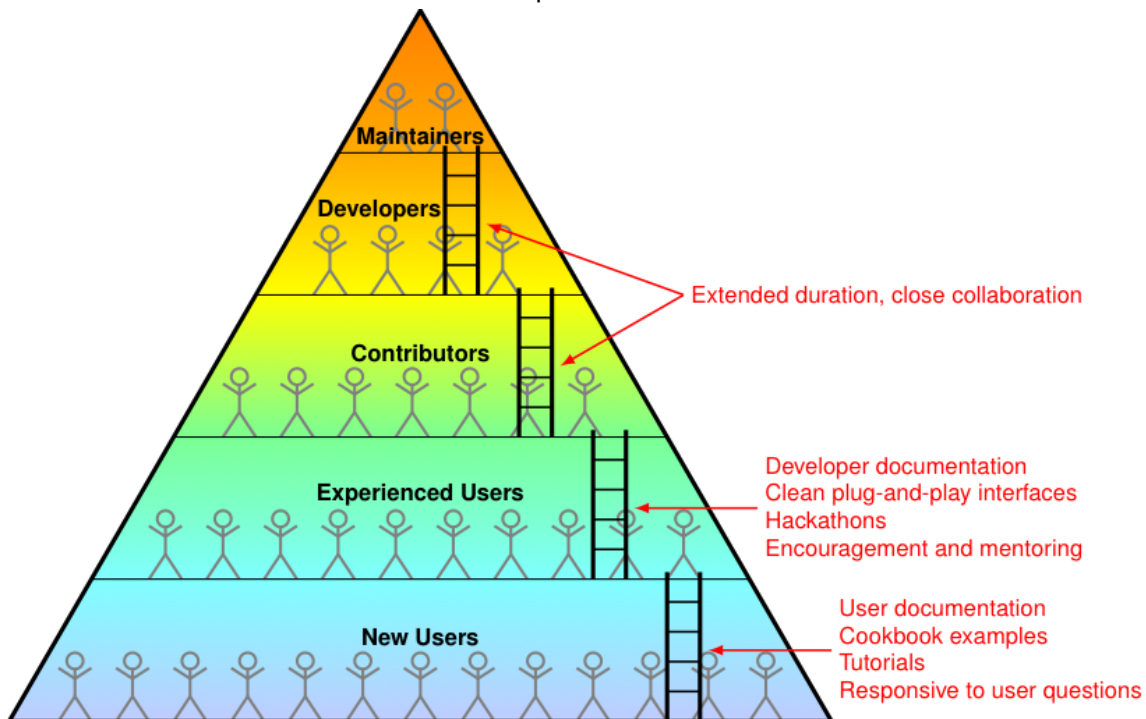 Maintainers
Developers
Extended duration, close collaboration
Contributors
Developer documentation
Clean plug-and-play interfaces
Experienced Users
Hackathons
Encouragement and mentoring
User documentation
New Users
Cookbook examples
Tutorials
Responsive to user questions